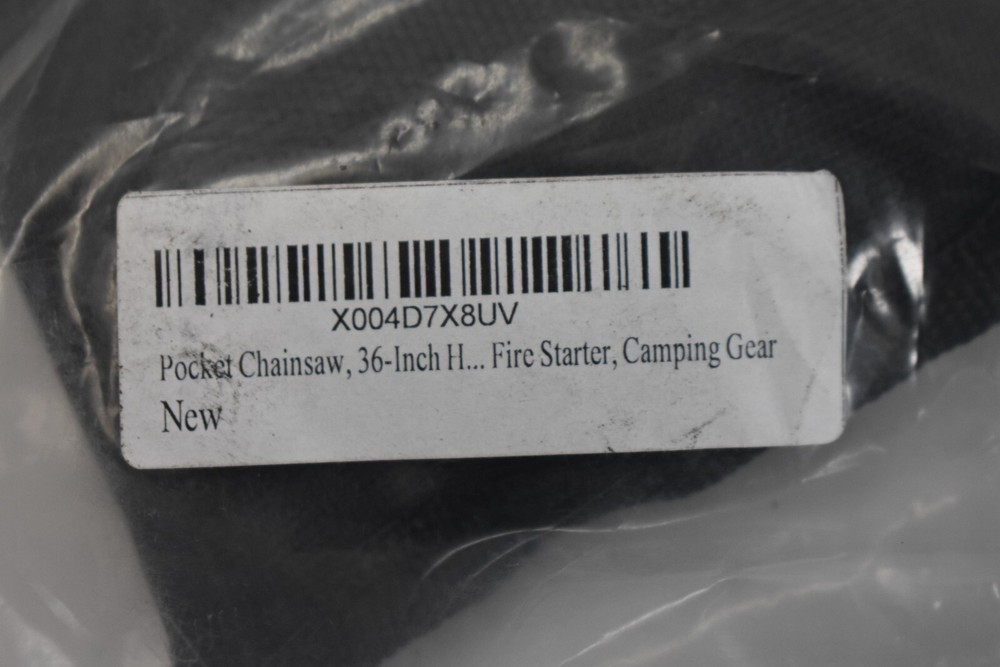 X004D7X8UV
Pocket Chainsaw, 36-Inch H... Fire Starter, Camping Gear
New